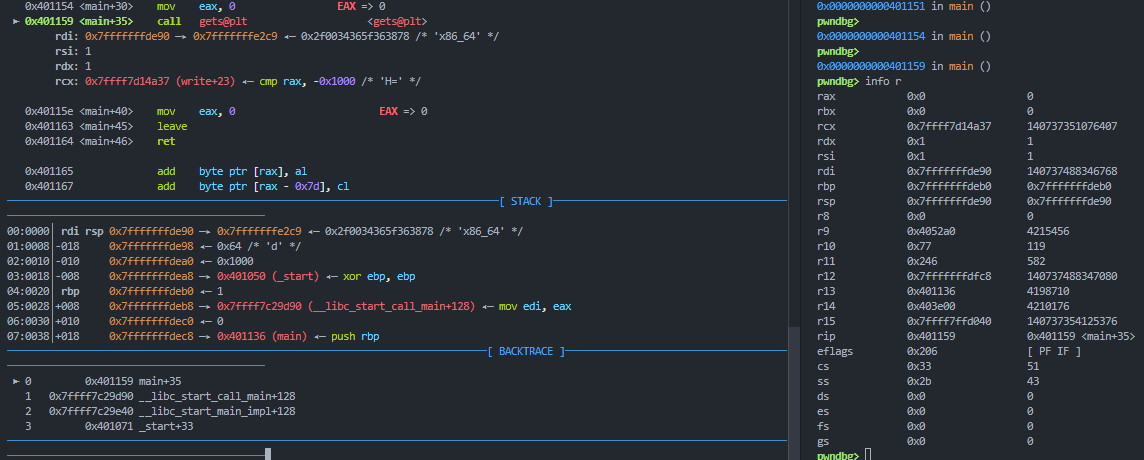 0x401154 <main+30> mov eax, 0 EAX => 0
► 0x401159 <main+35> call gets@plt <gets@plt>
rdi: 0x7fffffffde90 —▸ 0x7fffffffe2c9 ◂— 0x2f0034365f363878 /* 'x86_64' */
rsi: 1
rdx: 1
rcx: 0x7ffff7d14a37 (write+23) ◂— cmp rax, -0x1000 /* 'H=' */
0x40115e <main+40> mov eax, 0 EAX => 0
0x401163 <main+45> leave
0x401164 <main+46> ret
0x401165 add byte ptr [rax], al
0x401167 add byte ptr [rax - 0x7d], cl
[ STACK ]
00:0000│ rdi rsp 0x7fffffffde90 —▸ 0x7fffffffe2c9 ◂— 0x2f0034365f363878 /* 'x86_64' */
01:0008│-018 0x7fffffffde98 ◂— 0x64 /* 'd' */
02:0010│-010 0x7fffffffdea0 ◂— 0x1000
03:0018│-008 0x7fffffffdea8 —▸ 0x401050 (_start) ◂— xor ebp, ebp
04:0020│ rbp 0x7fffffffdeb0 ◂— 1
05:0028│+008 0x7fffffffdeb8 —▸ 0x7ffff7c29d90 (__libc_start_call_main+128) ◂— mov edi, eax
06:0030│+010 0x7fffffffdec0 ◂— 0
07:0038│+018 0x7fffffffdec8 —▸ 0x401136 (main) ◂— push rbp
[ BACKTRACE ]
► 0 0x401159 main+35
1 0x7ffff7c29d90 __libc_start_call_main+128
2 0x7ffff7c29e40 __libc_start_main_impl+128
3 0x401071 _start+33
0x0000000000401151 in main ()
pwndbg>
0x0000000000401154 in main ()
pwndbg>
0x0000000000401159 in main ()
pwndbg> info r
rax 0x0 0
rbx 0x0 0
rcx 0x7ffff7d14a37 140737351076407
rdx 0x1 1
rsi 0x1 1
rdi 0x7fffffffde90 140737488346768
rbp 0x7fffffffdeb0 0x7fffffffdeb0
rsp 0x7fffffffde90 0x7fffffffde90
r8 0x0 0
r9 0x4052a0 4215456
r10 0x77 119
r11 0x246 582
r12 0x7fffffffdfc8 140737488347080
r13 0x401136 4198710
r14 0x403e00 4210176
r15 0x7ffff7ffd040 140737354125376
rip 0x401159 0x401159 <main+35>
eflags 0x206 [ PF IF ]
cs 0x33 51
ss 0x2b 43
ds 0x0 0
es 0x0 0
fs 0x0 0
gs 0x0 0
pwndbg>